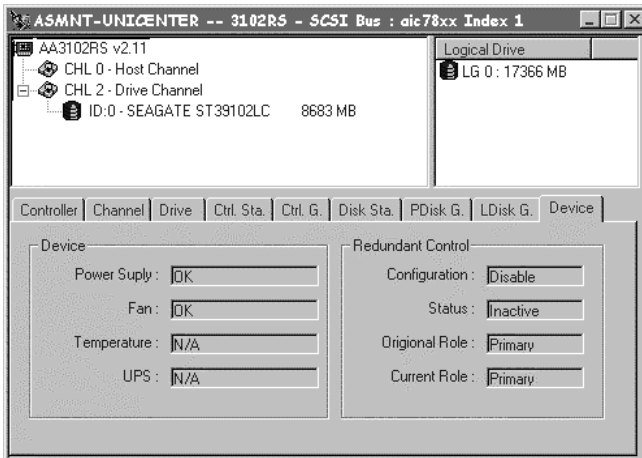 ASMNT-UNICENTER -- 3102RS - SCSI Bus : aic78xx Index 1
AA3102RS v2.11
CHL 0 - Host Channel
CHL 2 - Drive Channel
ID:0 - SEAGATE ST39102LC 8683 MB
Logical Drive
LG 0 : 17366 MB
Controller Channel Drive Ctrl. Sta. Ctrl. G. Disk Sta. PDisk G. LDisk G. Device
Device
Power Suply : OK
Fan : OK
Temperature : N/A
UPS : N/A
Redundant Control
Configuration : Disable
Status : Inactive
Origional Role : Primary
Current Role : Primary